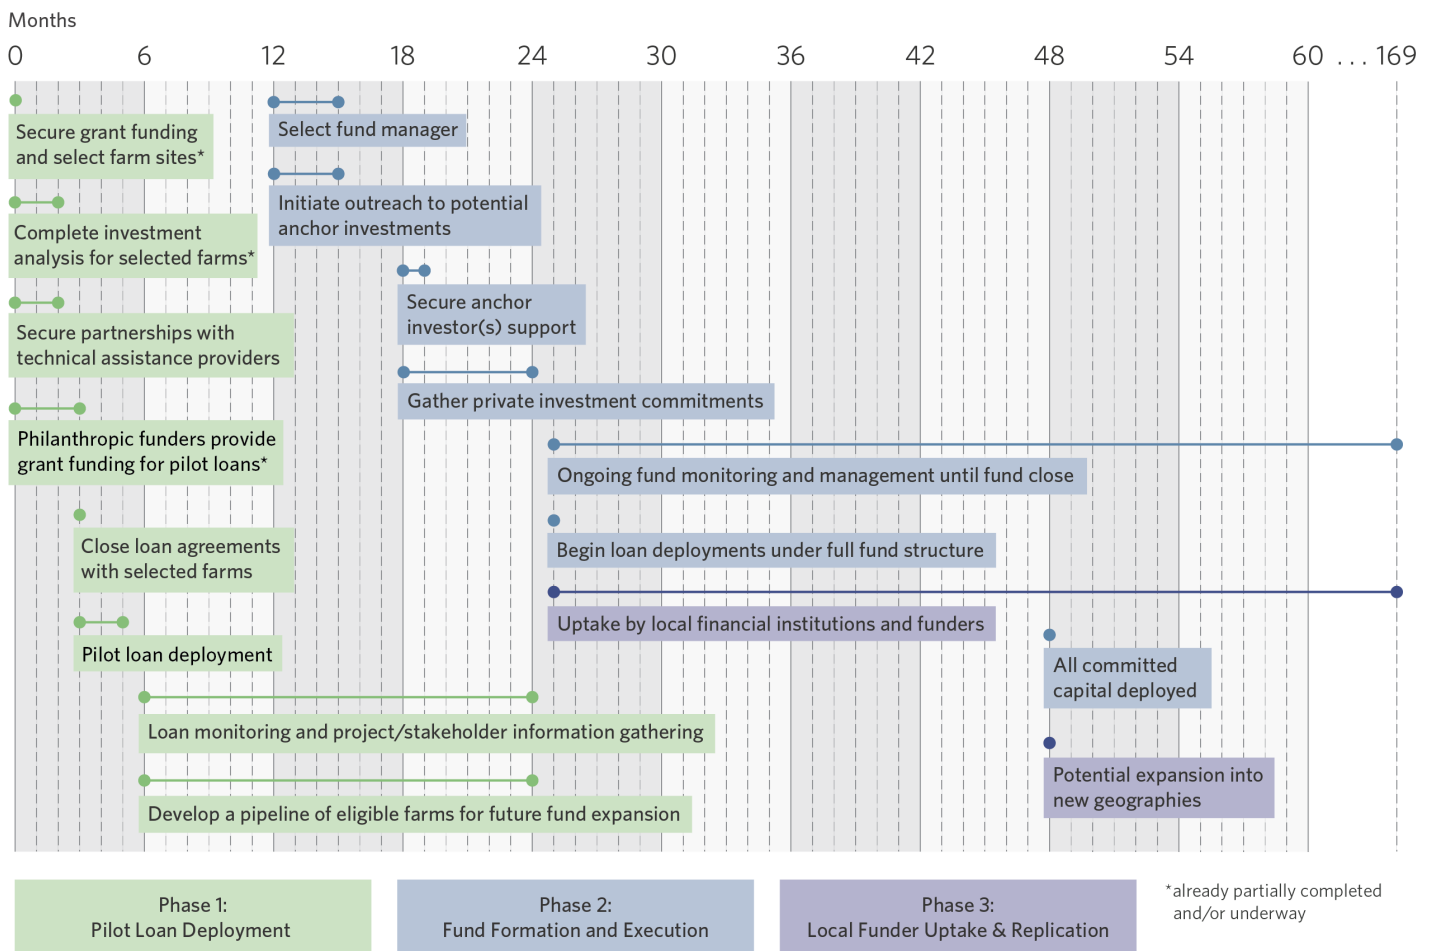 Months
0 6 12 18 24 30 36 42 48 54 60 ... 169
Secure grant funding
and select farm sites*
Complete investment
analysis for selected farms*
Secure partnerships with
technical assistance providers
Philanthropic funders provide
grant funding for pilot loans*
Close loan agreements
with selected farms
Pilot loan deployment
Loan monitoring and project/stakeholder information gathering
Develop a pipeline of eligible farms for future fund expansion
Select fund manager
Initiate outreach to potential
anchor investments
Secure anchor
investor(s) support
Gather private investment commitments
Ongoing fund monitoring and management until fund close
Begin loan deployments under full fund structure
Uptake by local financial institutions and funders
All committed
capital deployed
Potential expansion into
new geographies
Phase 1:
Pilot Loan Deployment
Phase 2:
Fund Formation and Execution
Phase 3:
Local Funder Uptake & Replication
*already partially completed
and/or underway